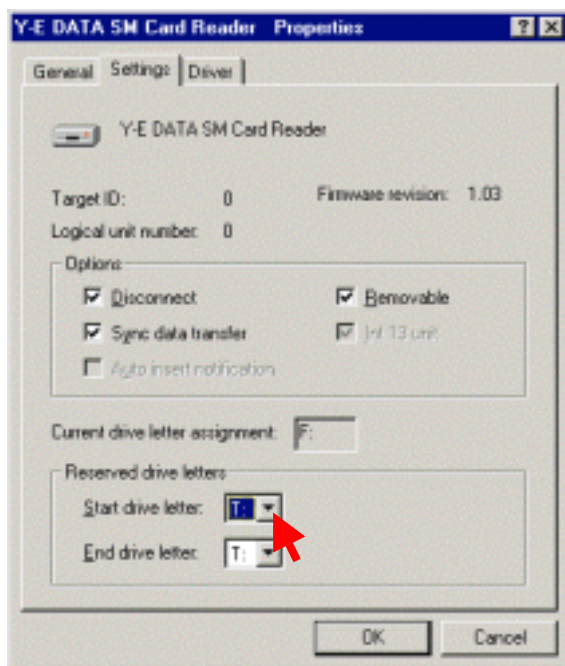 Y-E DATA SM Card Reader Properties
General Settings Driver
Y-E DATA SM Card Reader
Target ID: 0 Firmware revision: 1.03
Logical unit number: 0
Options
Disconnect Removable
Sync data transfer Int 13 unit
Auto insert notification
Current drive letter assignment: F:
Reserved drive letters
Start drive letter: T:
End drive letter: T:
OK Cancel